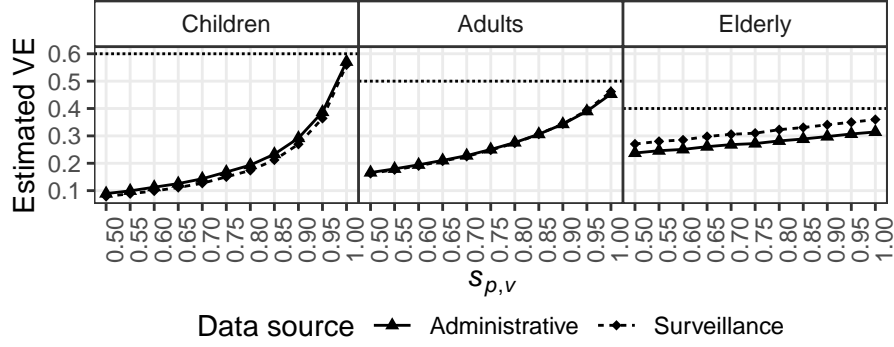 Children Adults Elderly
Estimated VE
0.6
0.5
0.4
0.3
0.2
0.1
0.50 0.55 0.60 0.65 0.70 0.75 0.80 0.85 0.90 0.95 1.00
0.50 0.55 0.60 0.65 0.70 0.75 0.80 0.85 0.90 0.95 1.00
0.50 0.55 0.60 0.65 0.70 0.75 0.80 0.85 0.90 0.95 1.00
s_{p,v}
Data source Administrative Surveillance